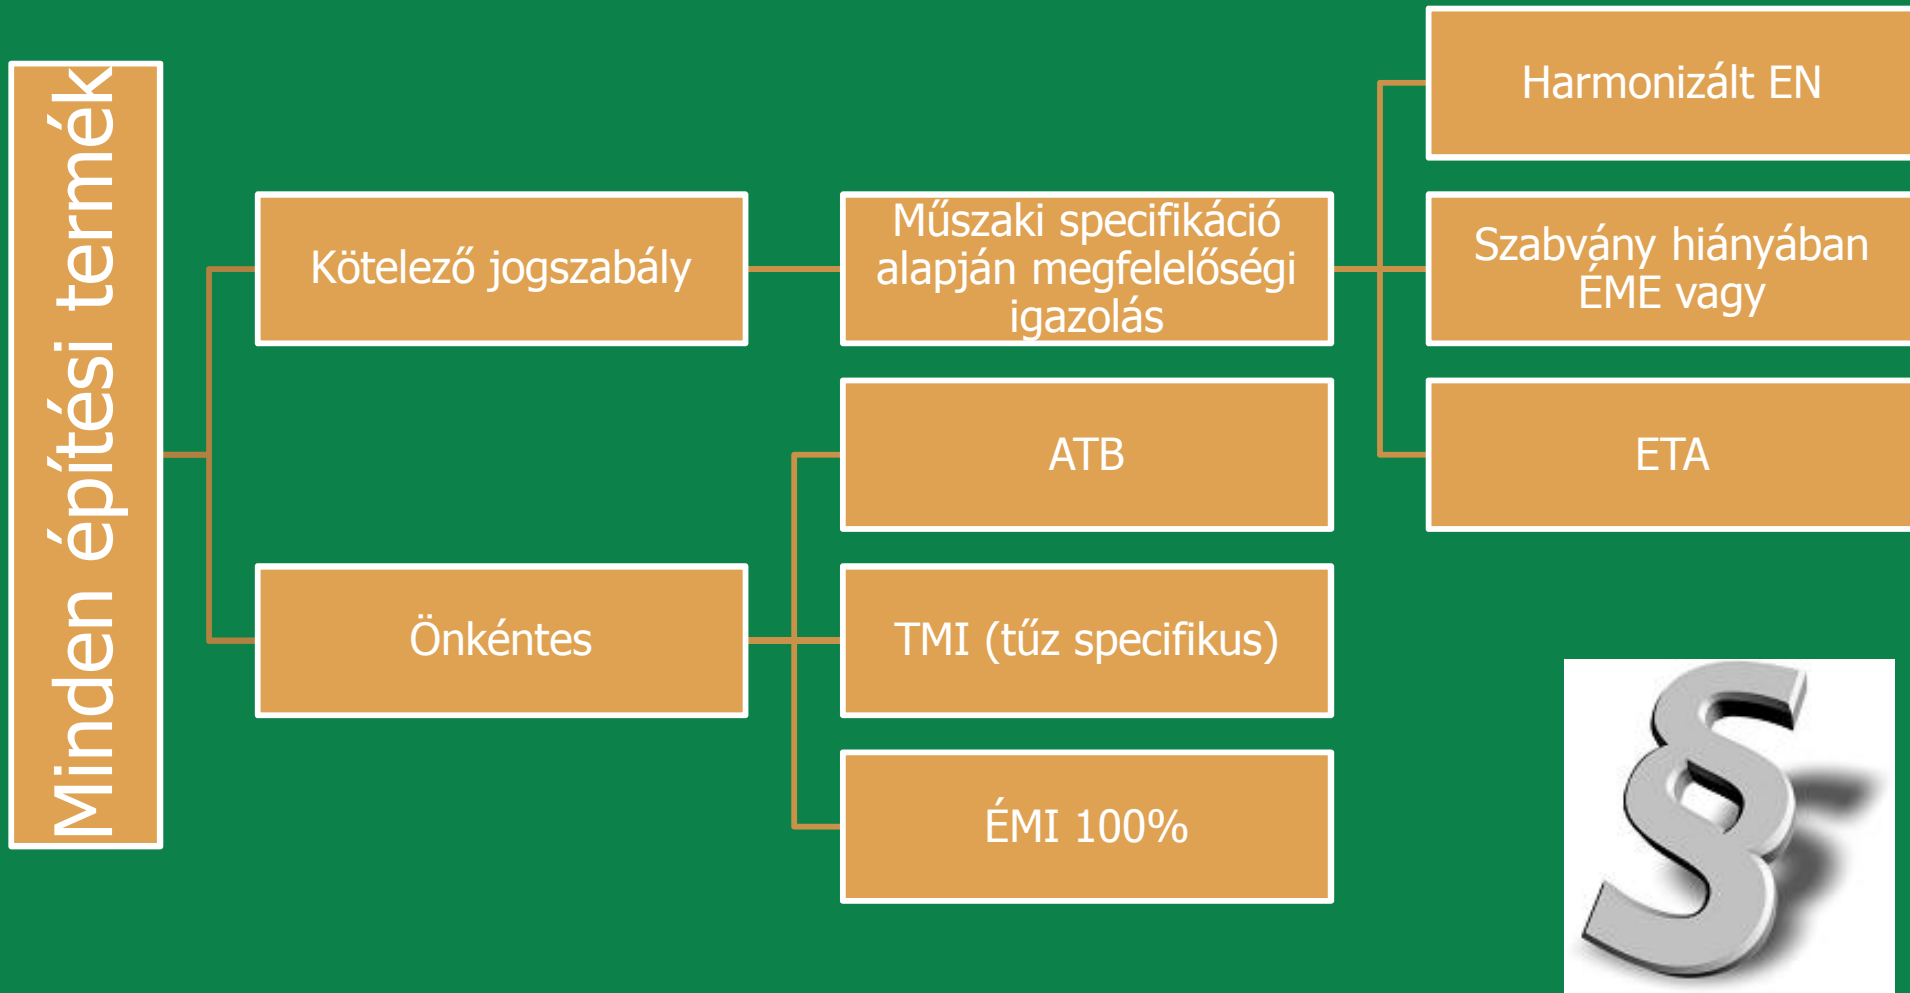 Minden építési termék
Kötelező jogszabály
Műszaki specifikáció
alapján megfelelőségi
igazolás
Harmonizált EN
Szabvány hiányában
ÉME vagy
ETA
Önkéntes
ATB
TMI (tűz specifikus)
ÉMI 100%
§